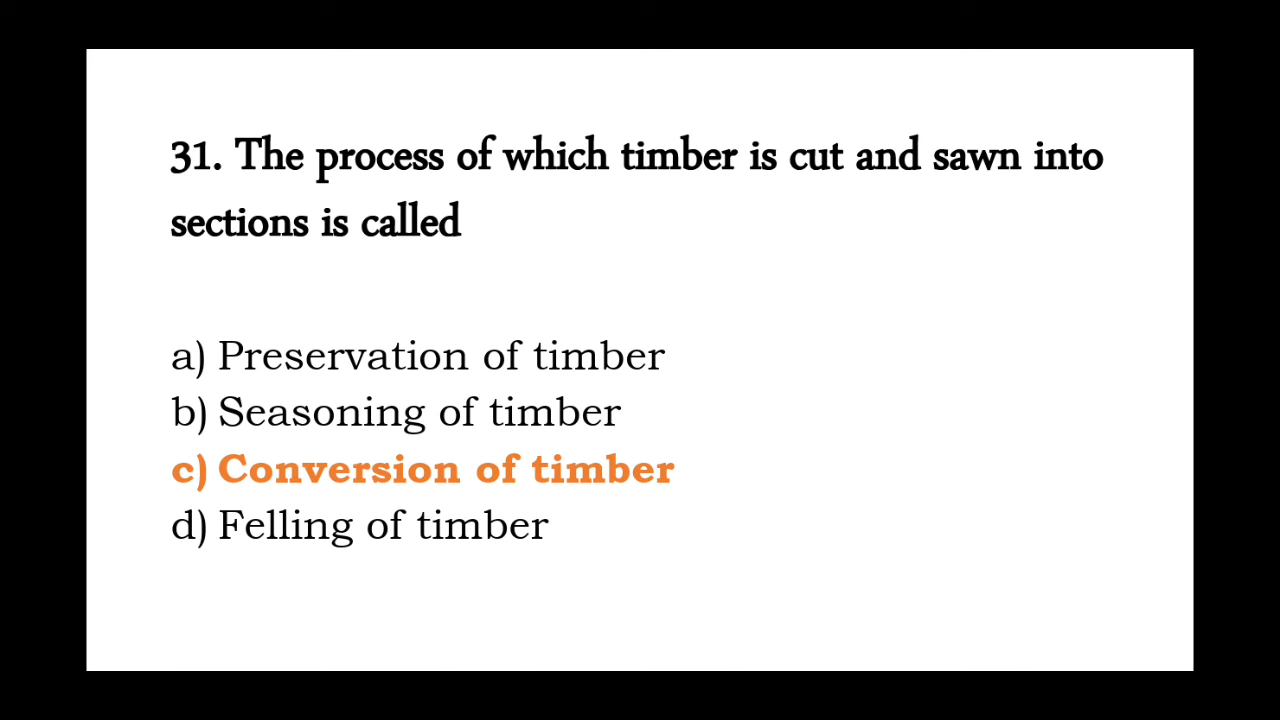 31. The process of which timber is cut and sawn into
sections is called
a) Preservation of timber
b) Seasoning of timber
c) Conversion of timber
d) Felling of timber